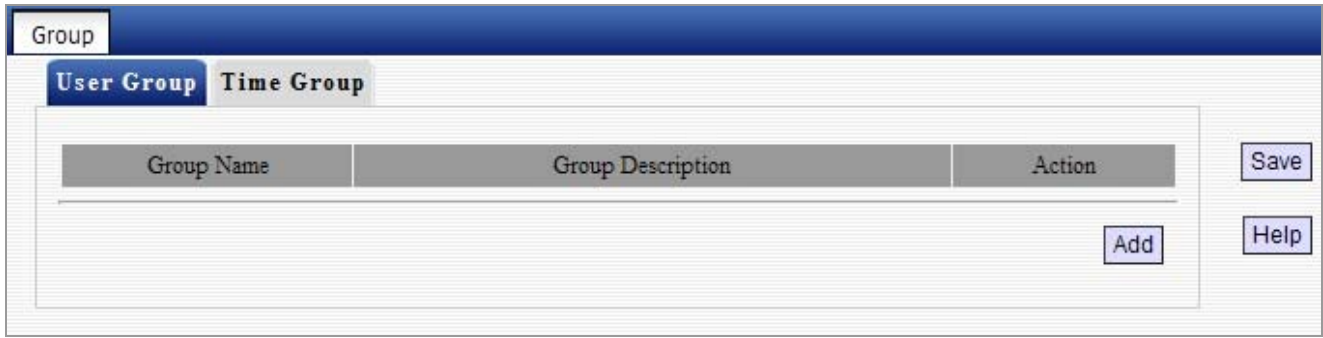 Group
User Group Time Group
Group Name Group Description Action
Save
Add
Help